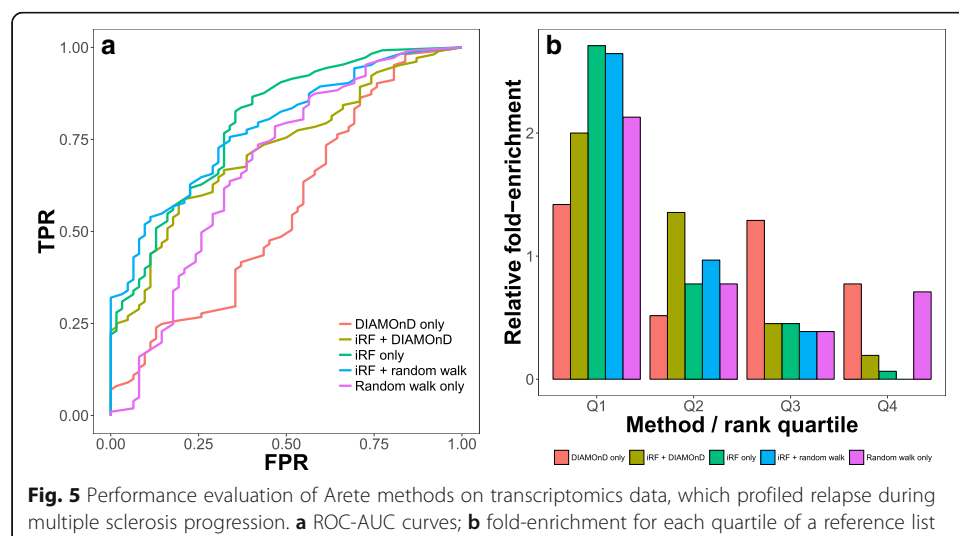 a
1.00
0.75
0.50
0.25
0.00
TPR
DIAMOnD only
iRF + DIAMOnD
iRF only
iRF + random walk
Random walk only
0.00 0.25 0.50 0.75 1.00
FPR
b
2
1
0
Relative fold−enrichment
Q1 Q2 Q3 Q4
Method / rank quartile
DIAMOnD only iRF + DIAMOnD iRF only iRF + random walk Random walk only
Fig. 5 Performance evaluation of Arete methods on transcriptomics data, which profiled relapse during
multiple sclerosis progression. a ROC-AUC curves; b fold-enrichment for each quartile of a reference list